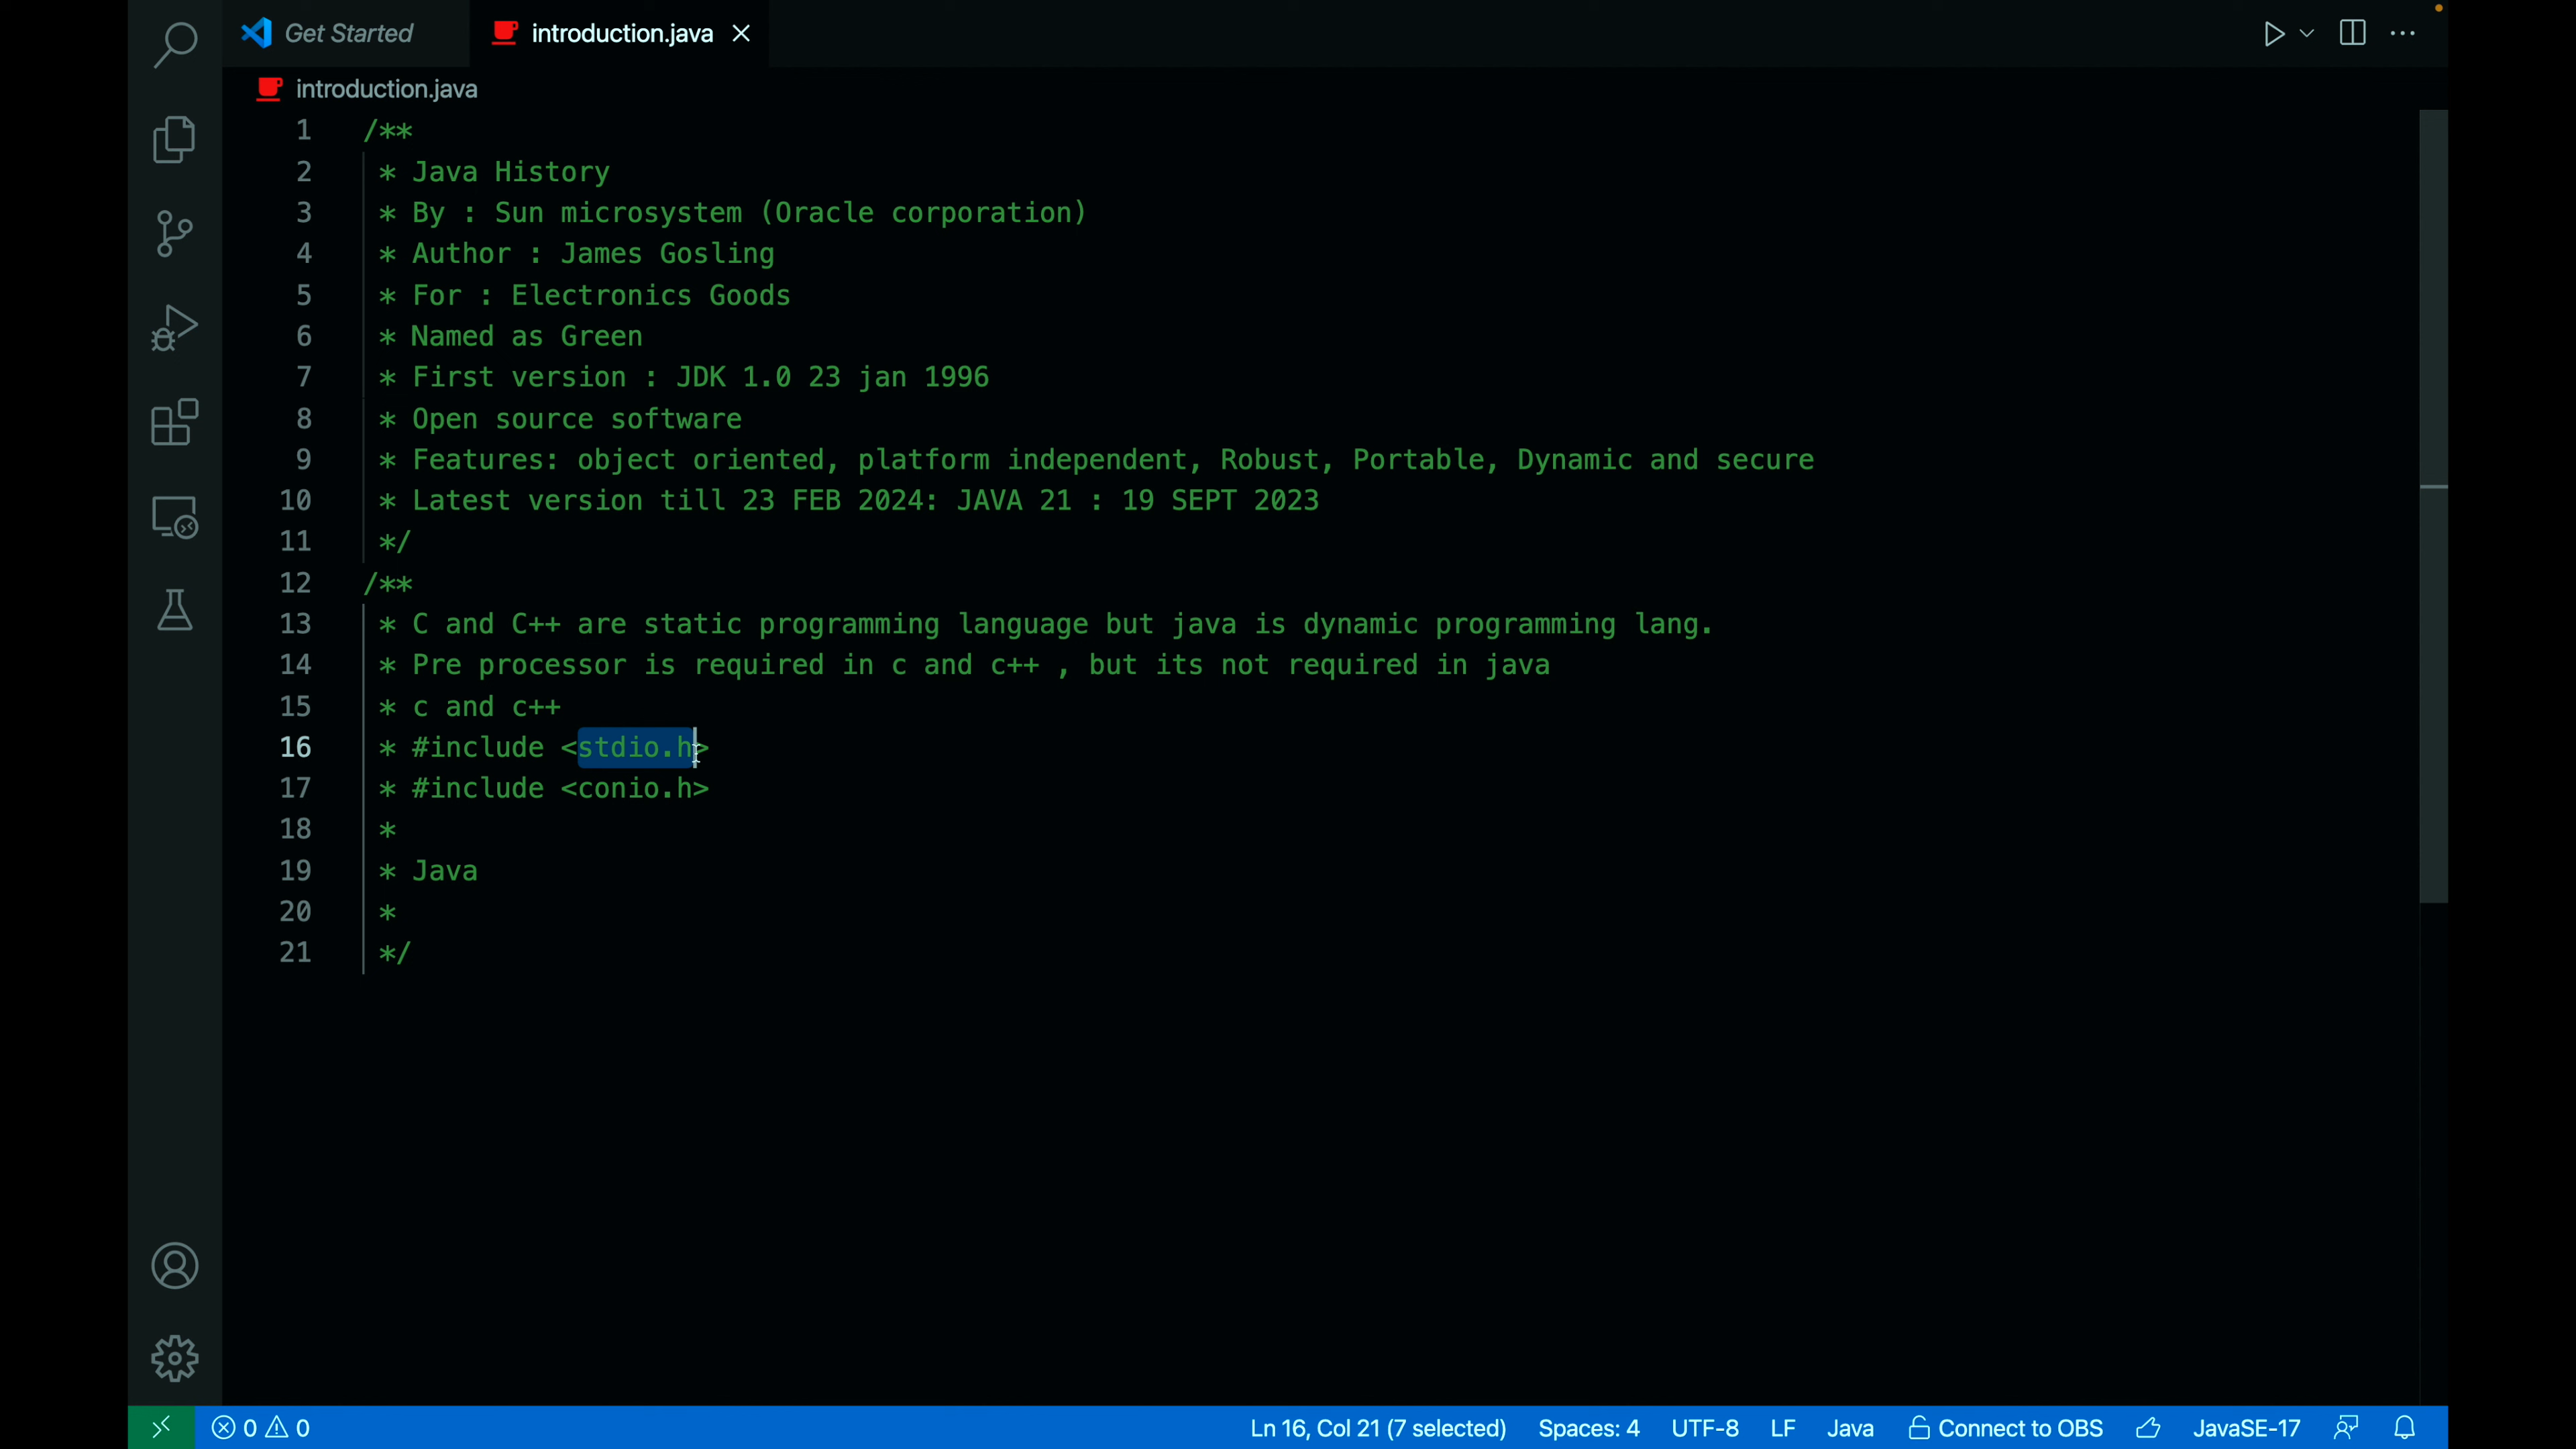 Get Started
introduction.java
introduction.java
1 /**
2 * Java History
3 * By : Sun microsystem (Oracle corporation)
4 * Author : James Gosling
5 * For : Electronics Goods
6 * Named as Green
7 * First version : JDK 1.0 23 jan 1996
8 * Open source software
9 * Features: object oriented, platform independent, Robust, Portable, Dynamic and secure
10 * Latest version till 23 FEB 2024: JAVA 21 : 19 SEPT 2023
11 */
12 /**
13 * C and C++ are static programming language but java is dynamic programming lang.
14 * Pre processor is required in c and c++ , but its not required in java
15 * c and c++
16 * #include <stdio.h>
17 * #include <conio.h>
18 *
19 * Java
20 *
21 */
0 0 Ln 16, Col 21 (7 selected) Spaces: 4 UTF-8 LF Java Connect to OBS JavaSE-17